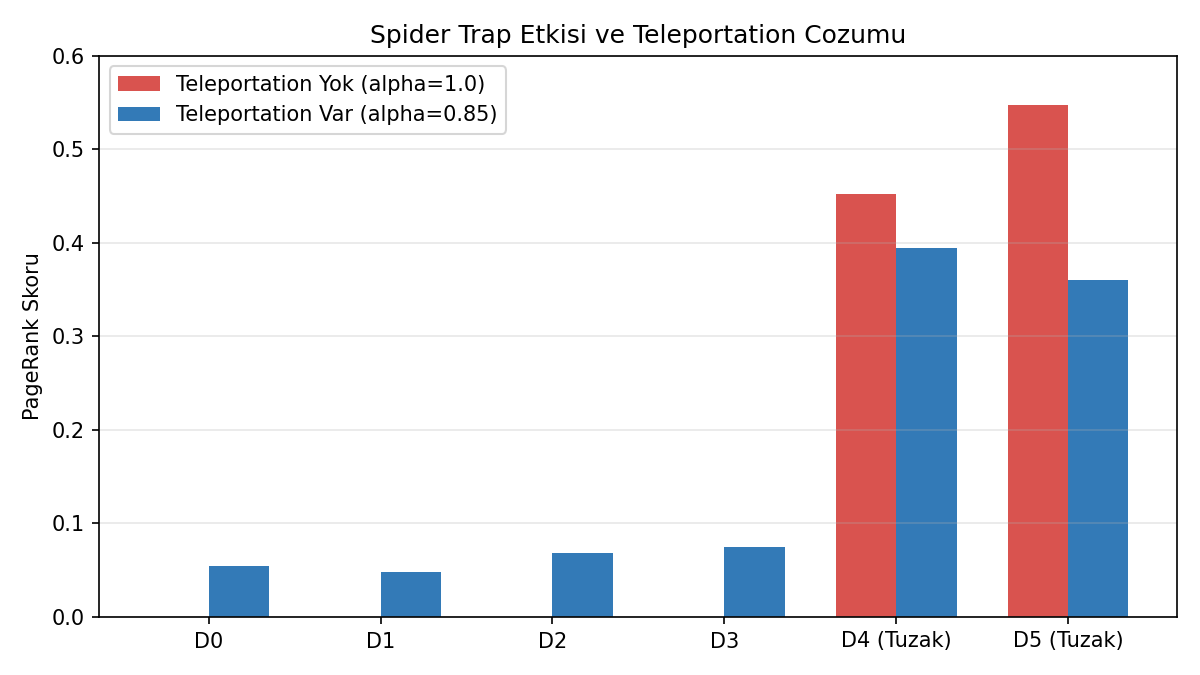 Spider Trap Etkisi ve Teleportation Cozumu
Teleportation Yok (alpha=1.0)
Teleportation Var (alpha=0.85)
PageRank Skoru
0.6
0.5
0.4
0.3
0.2
0.1
0.0
D0 D1 D2 D3 D4 (Tuzak) D5 (Tuzak)